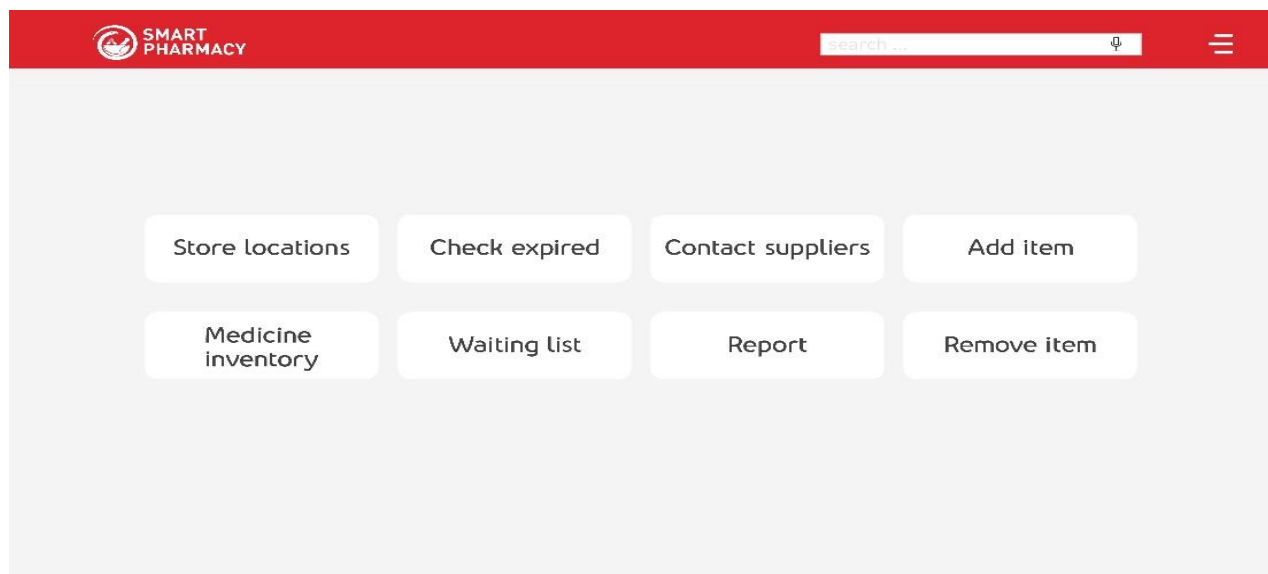 SMART
PHARMACY
search ...
Store locations
Check expired
Contact suppliers
Add item
Medicine
inventory
Waiting list
Report
Remove item